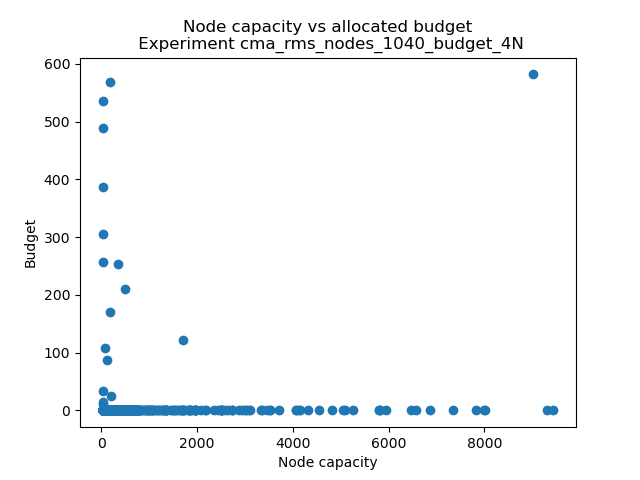 Node capacity vs allocated budget
Experiment cma_rms_nodes_1040_budget_4N
600
500
400
300
200
100
0
Budget
0 2000 4000 6000 8000
Node capacity